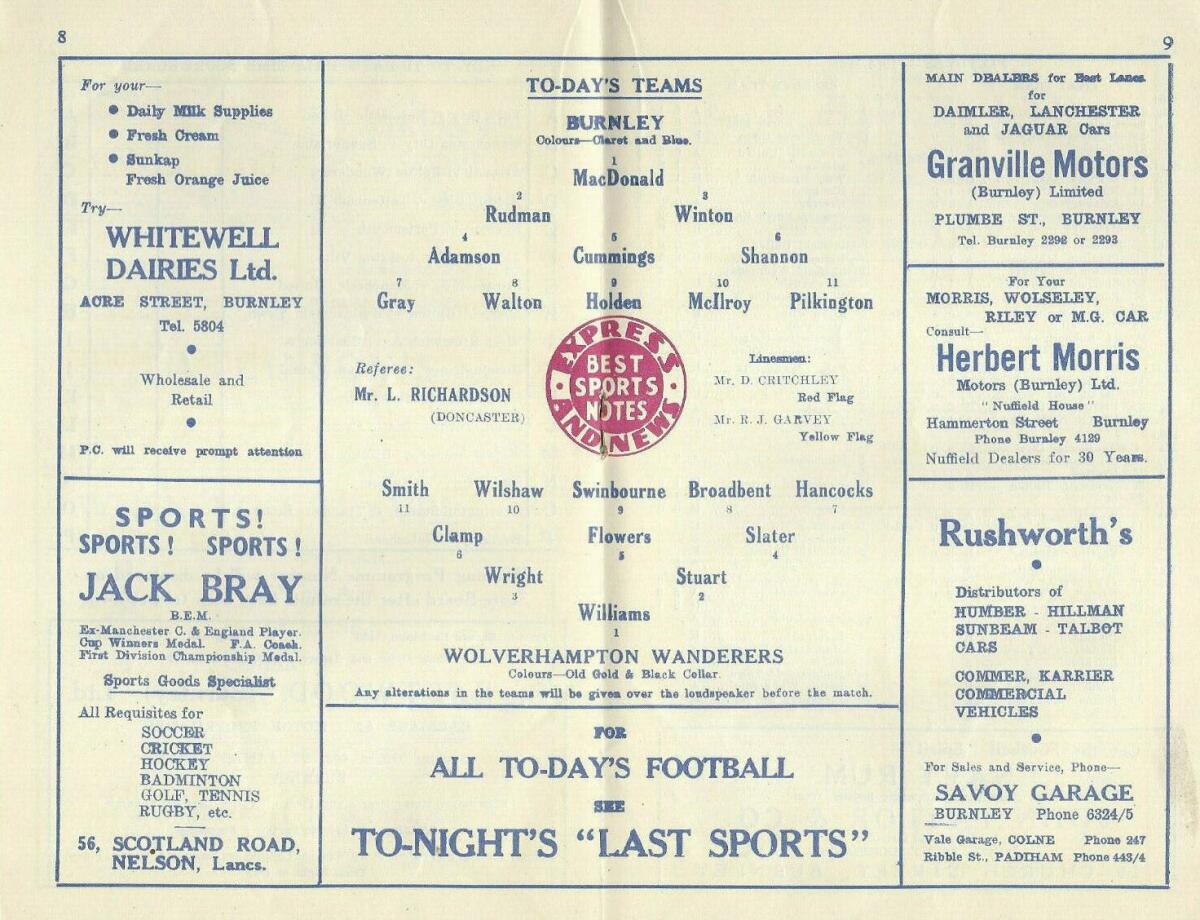 8
9
For your—
● Daily Milk Supplies
● Fresh Cream
● Sunkap
Fresh Orange Juice
Try—
WHITEWELL
DAIRIES Ltd.
ACRE STREET, BURNLEY
Tel. 5804
●
Wholesale and
Retail
●
P.C. will receive prompt attention
SPORTS!
SPORTS! SPORTS!
JACK BRAY
B.E.M.
Ex-Manchester C. & England Player.
Cup Winners Medal. F.A. Coach.
First Division Championship Medal.
Sports Goods Specialist
All Requisites for
SOCCER
CRICKET
HOCKEY
BADMINTON
GOLF, TENNIS
RUGBY, etc.
56, SCOTLAND ROAD,
NELSON, Lancs.
TO-DAY'S TEAMS
BURNLEY
Colours—Claret and Blue.
1
MacDonald
2 3
Rudman Winton
4 5 6
Adamson Cummings Shannon
7 8 9 10 11
Gray Walton Holden McIlroy Pilkington
Referee:
Mr. L. RICHARDSON
(DONCASTER)
EXPRESS
BEST
SPORTS
NOTES
AND NEWS
Linesmen:
Mr. D. CRITCHLEY
Red Flag
Mr. R. J. GARVEY
Yellow Flag
Smith Wilshaw Swinbourne Broadbent Hancocks
11 10 9 8 7
Clamp Flowers Slater
6 5 4
Wright Stuart
3 2
Williams
1
WOLVERHAMPTON WANDERERS
Colours—Old Gold & Black Collar.
Any alterations in the teams will be given over the loudspeaker before the match.
FOR
ALL TO-DAY'S FOOTBALL
SEE
TO-NIGHT'S "LAST SPORTS"
MAIN DEALERS for East Lancs.
for
DAIMLER, LANCHESTER
and JAGUAR Cars
Granville Motors
(Burnley) Limited
PLUMBE ST., BURNLEY
Tel. Burnley 2292 or 2293
For Your
MORRIS, WOLSELEY,
RILEY or M.G. CAR
Consult—
Herbert Morris
Motors (Burnley) Ltd.
"Nuffield House"
Hammerton Street Burnley
Phone Burnley 4129
Nuffield Dealers for 30 Years.
Rushworth's
●
Distributors of
HUMBER - HILLMAN
SUNBEAM - TALBOT
CARS
COMMER, KARRIER
COMMERCIAL
VEHICLES
●
For Sales and Service, Phone—
SAVOY GARAGE
BURNLEY Phone 6324/5
Vale Garage, COLNE Phone 247
Ribble St., PADIHAM Phone 443/4